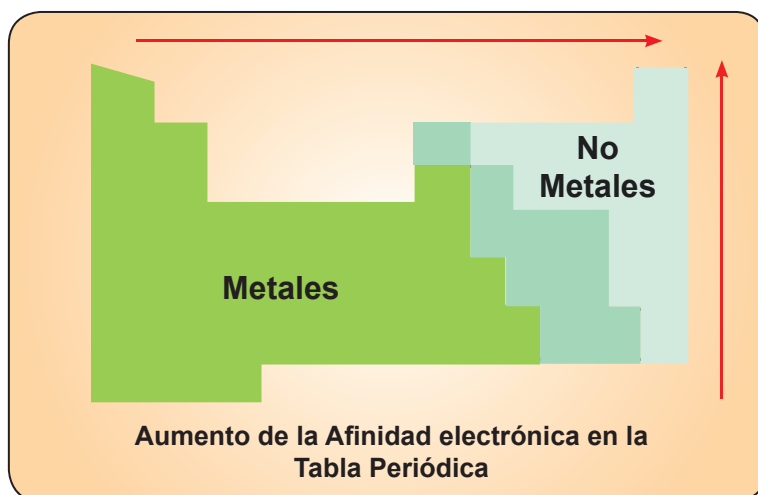 No
Metales
Metales
Aumento de la Afinidad electrónica en la
Tabla Periódica